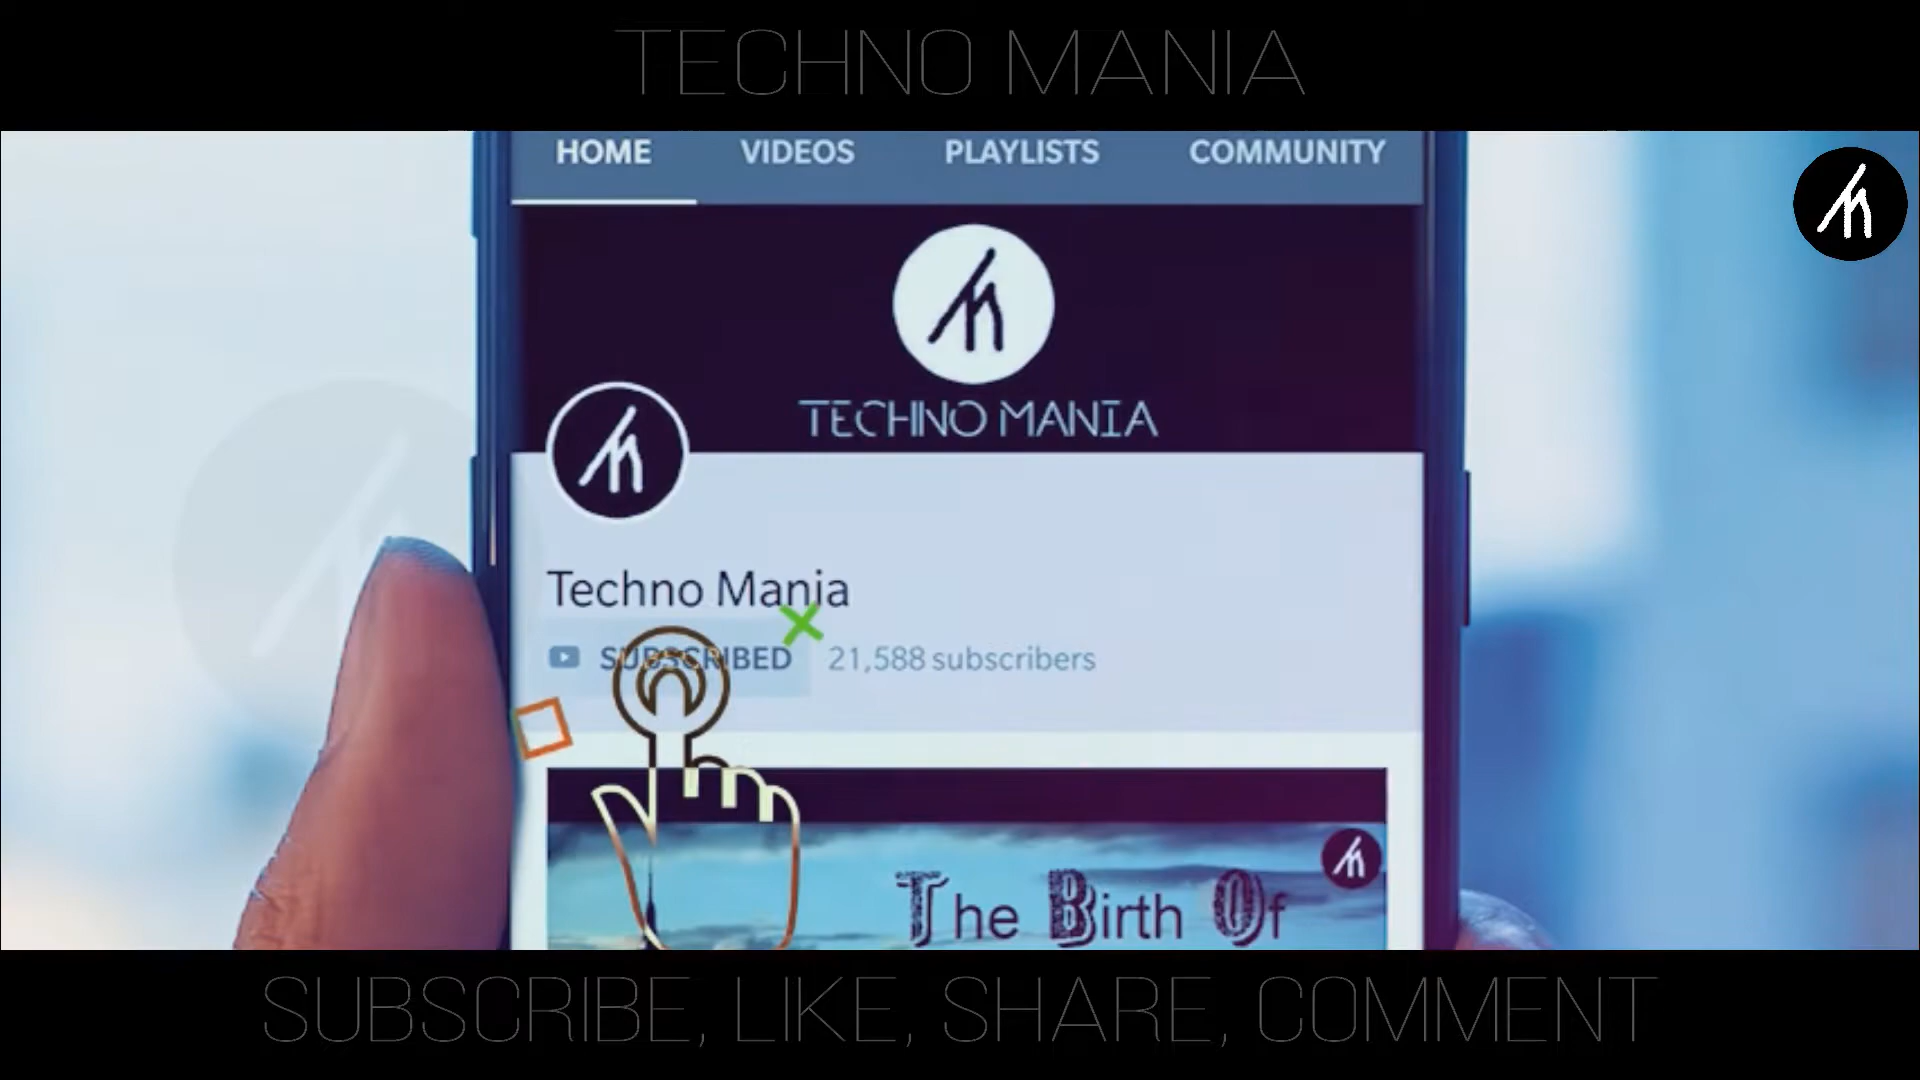 TECHNO MANIA
HOME VIDEOS PLAYLISTS COMMUNITY
TECHNO MANIA
Techno Mania
SUBSCRIBED 21,588 subscribers
The Birth Of
SUBSCRIBE, LIKE, SHARE, COMMENT